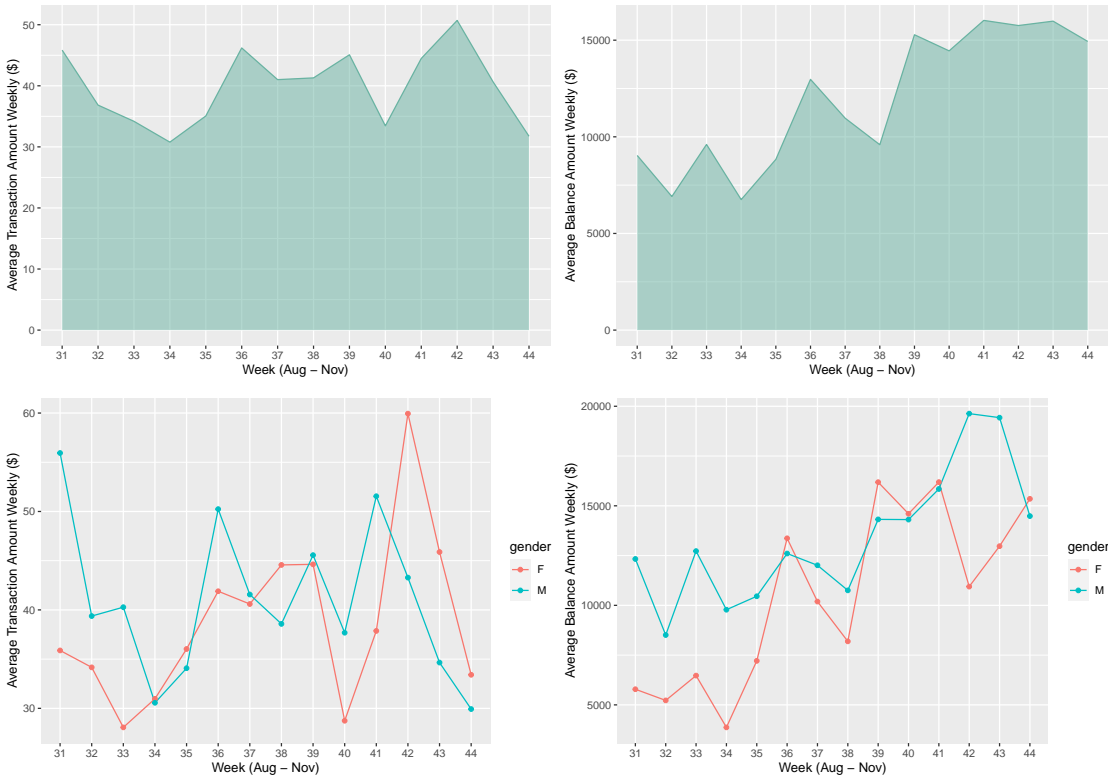 Average Transaction Amount Weekly ($)
50
40
30
20
10
0
31 32 33 34 35 36 37 38 39 40 41 42 43 44
Week (Aug – Nov)
Average Balance Amount Weekly ($)
15000
10000
5000
0
31 32 33 34 35 36 37 38 39 40 41 42 43 44
Week (Aug – Nov)
Average Transaction Amount Weekly ($)
60
50
40
30
31 32 33 34 35 36 37 38 39 40 41 42 43 44
Week (Aug – Nov)
gender
F
M
Average Balance Amount Weekly ($)
20000
15000
10000
5000
31 32 33 34 35 36 37 38 39 40 41 42 43 44
Week (Aug – Nov)
gender
F
M